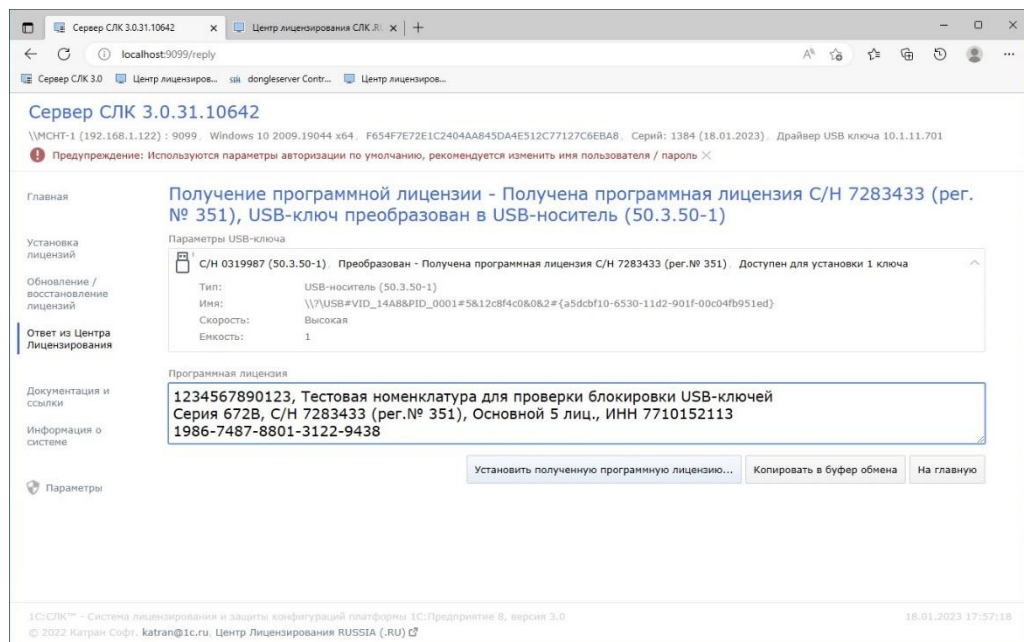 Сервер СЛК 3.0.31.10642
Центр лицензирования СЛК .RU
localhost:9099/reply
Сервер СЛК 3.0 Центр лицензиров... dongleserver Contr... Центр лицензиров...
Сервер СЛК 3.0.31.10642
\\МСНТ-1 (192.168.1.122) : 9099, Windows 10 2009.19044 x64, F654F7E72E1C2404AA845DA4E512C77127C6EBA8, Серий: 1384 (18.01.2023), Драйвер USB ключа 10.1.11.701
Предупреждение: Используются параметры авторизации по умолчанию, рекомендуется изменить имя пользователя / пароль
Главная
Установка
лицензий
Обновление /
восстановление
лицензий
Ответ из Центра
Лицензирования
Документация и
ссылки
Информация о
системе
Параметры
Получение программной лицензии - Получена программная лицензия С/Н 7283433 (рег.
№ 351), USB-ключ преобразован в USB-носитель (50.3.50-1)
Параметры USB-ключа
С/Н 0319987 (50.3.50-1), Преобразован - Получена программная лицензия С/Н 7283433 (рег.№ 351), Доступен для установки 1 ключа
Тип: USB-носитель (50.3.50-1)
Имя: \\?\USB#VID_14A8&PID_0001#5&12c8f4c0&0&2#{a5dcbf10-6530-11d2-901f-00c04fb951ed}
Скорость: Высокая
Емкость: 1
Программная лицензия
1234567890123, Тестовая номенклатура для проверки блокировки USB-ключей
Серия 672B, С/Н 7283433 (рег.№ 351), Основной 5 лиц., ИНН 7710152113
1986-7487-8801-3122-9438
Установить полученную программную лицензию... Копировать в буфер обмена На главную
1С:СЛК™ - Система лицензирования и защиты конфигураций платформы 1С:Предприятие 8, версия 3.0
18.01.2023 17:57:18
© 2022 Катран Софт, katran@1c.ru, Центр Лицензирования RUSSIA (.RU)